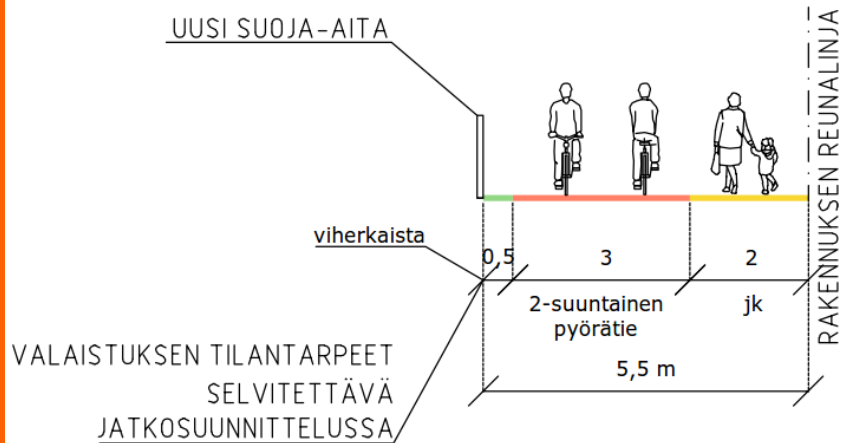 UUSI SUOJA-AITA
viherkaista
0,5
3
2
2-suuntainen
pyörätie
jk
5,5 m
VALAISTUKSEN TILANTARPEET
SELVITETTÄVÄ
JATKOSUUNNITTELUSSA
RAKENNUKSEN REUNALINJA